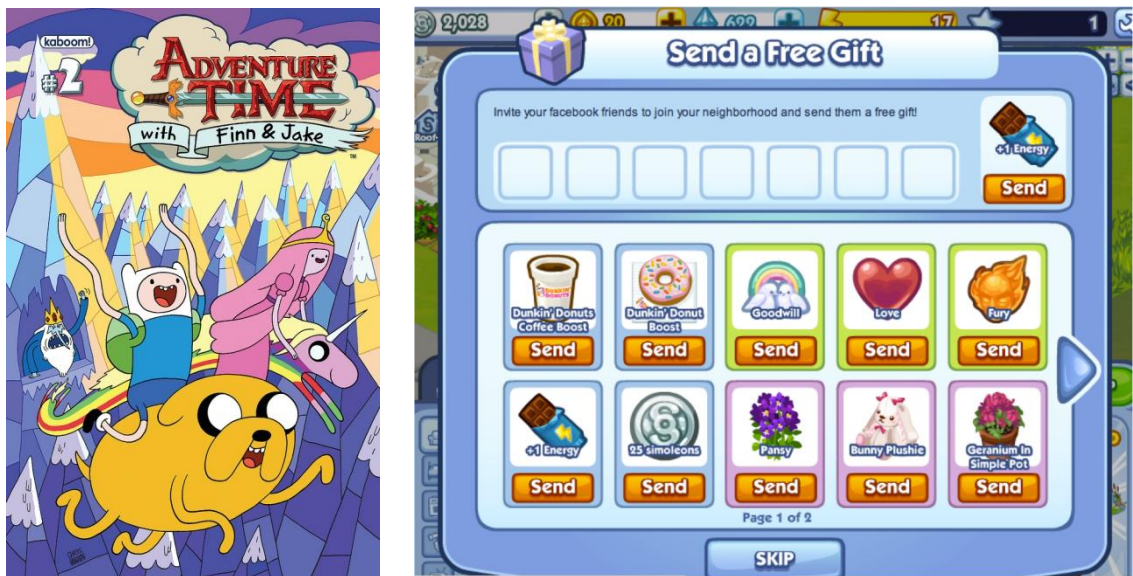 kaboom!
#2
ADVENTURE
TIME
with Finn & Jake
TM
2,028
20
622
17
1
Send a Free Gift
Invite your facebook friends to join your neighborhood and send them a free gift!
+1 Energy
Send
Dunkin' Donuts
Coffee Boost
Send
Dunkin' Donut
Boost
Send
Goodwill
Send
Love
Send
Fury
Send
+1 Energy
Send
25 simoleons
Send
Pansy
Send
Bunny Plushie
Send
Geranium In
Simple Pot
Send
Page 1 of 2
SKIP